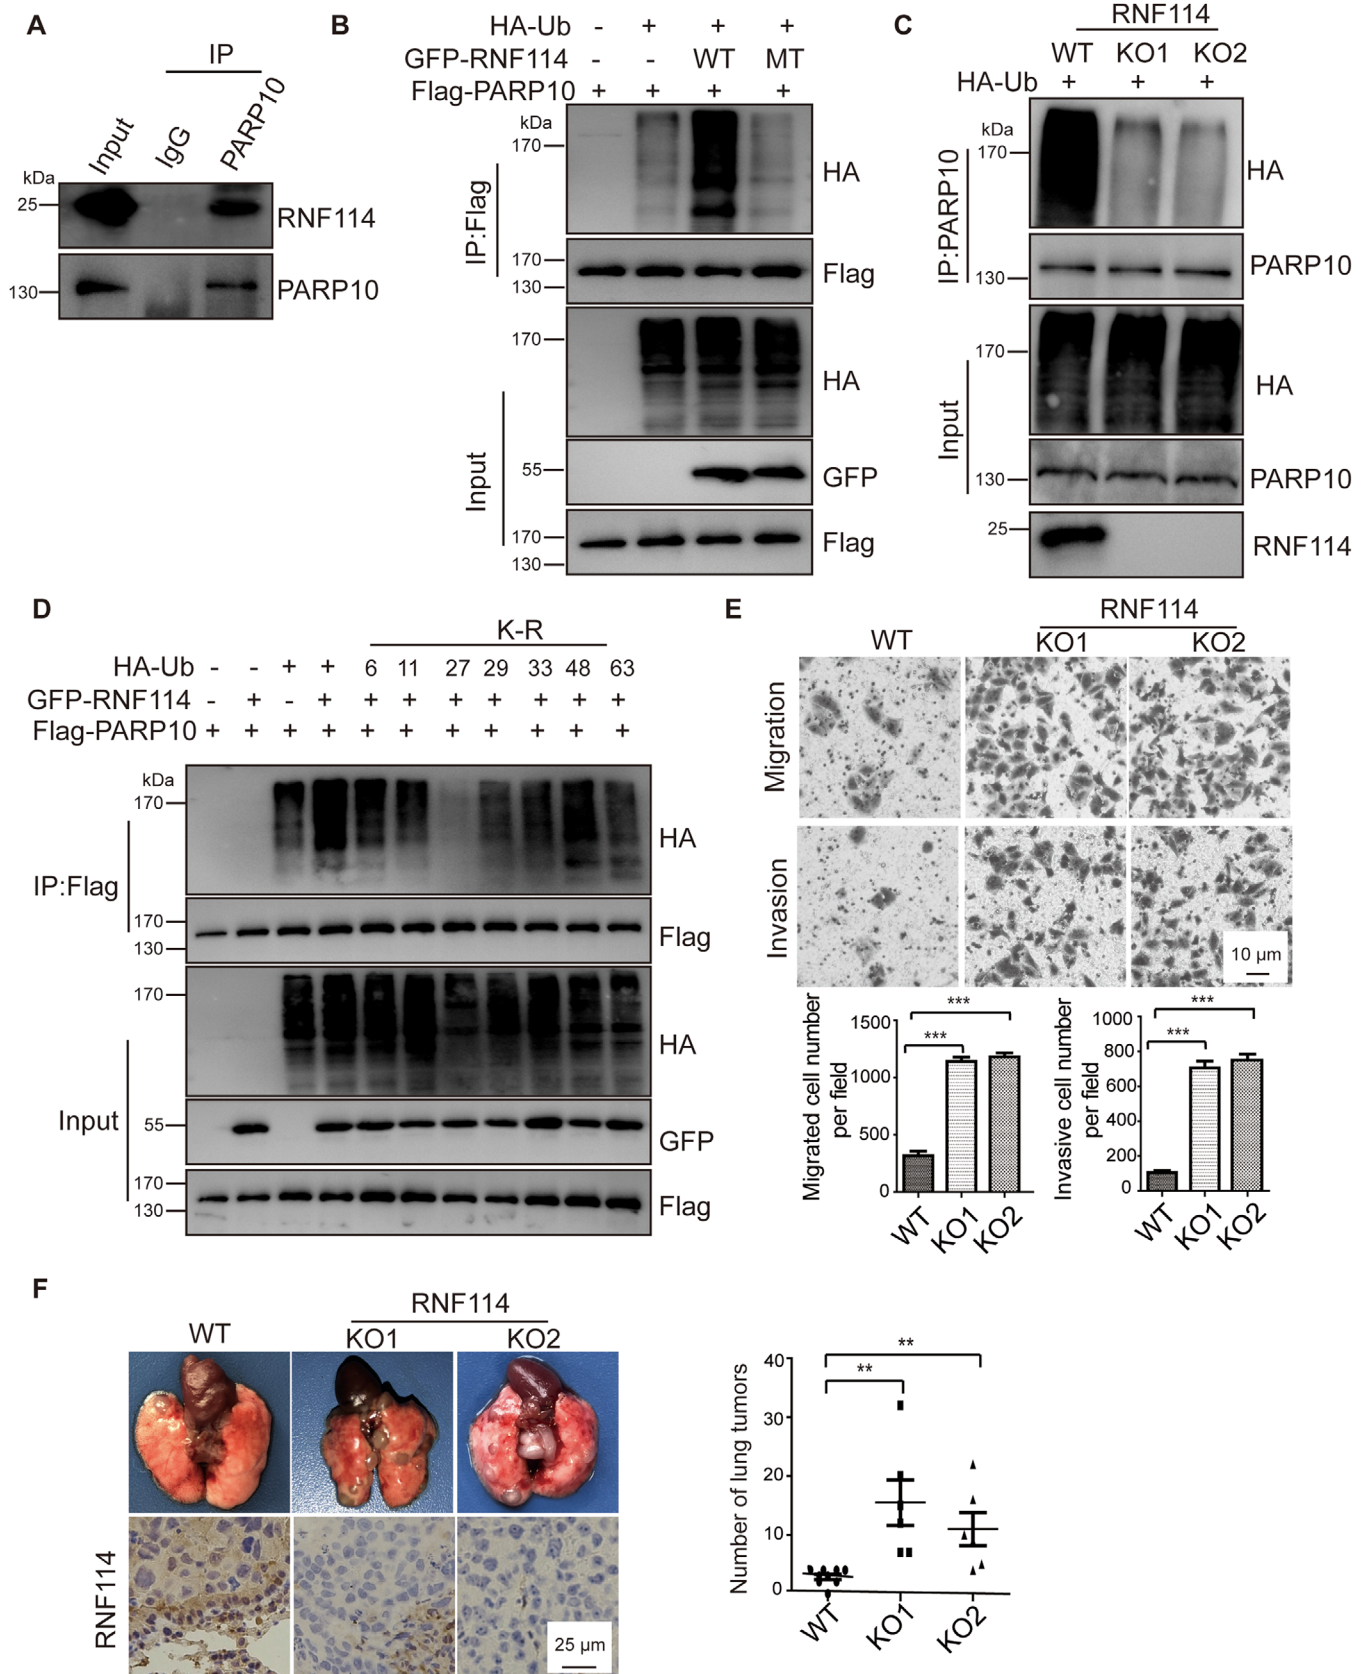 A
IP
Input
IgG
PARP10
kDa
25
RNF114
130
PARP10
B
HA-Ub - + + +
GFP-RNF114 - - WT MT
Flag-PARP10 + + + +
kDa
170
HA
IP:Flag
170
130
Flag
170
HA
Input
55
GFP
170
130
Flag
C
RNF114
WT KO1 KO2
HA-Ub + + +
kDa
170
HA
IP:PARP10
130
PARP10
170
HA
Input
130
PARP10
25
RNF114
D
K-R
HA-Ub - - + + 6 11 27 29 33 48 63
GFP-RNF114 - + - + + + + + + + +
Flag-PARP10 + + + + + + + + + + +
kDa
170
HA
IP:Flag
170
130
Flag
170
HA
Input
55
GFP
170
130
Flag
E
RNF114
WT KO1 KO2
Migration
Invasion
10 μm
Migrated cell number
per field
1500
1000
500
0
***
***
WT KO1 KO2
Invasive cell number
per field
1000
800
600
400
200
0
***
***
WT KO1 KO2
F
RNF114
WT KO1 KO2
RNF114
25 μm
Number of lung tumors
40
30
20
10
0
**
**
WT KO1 KO2